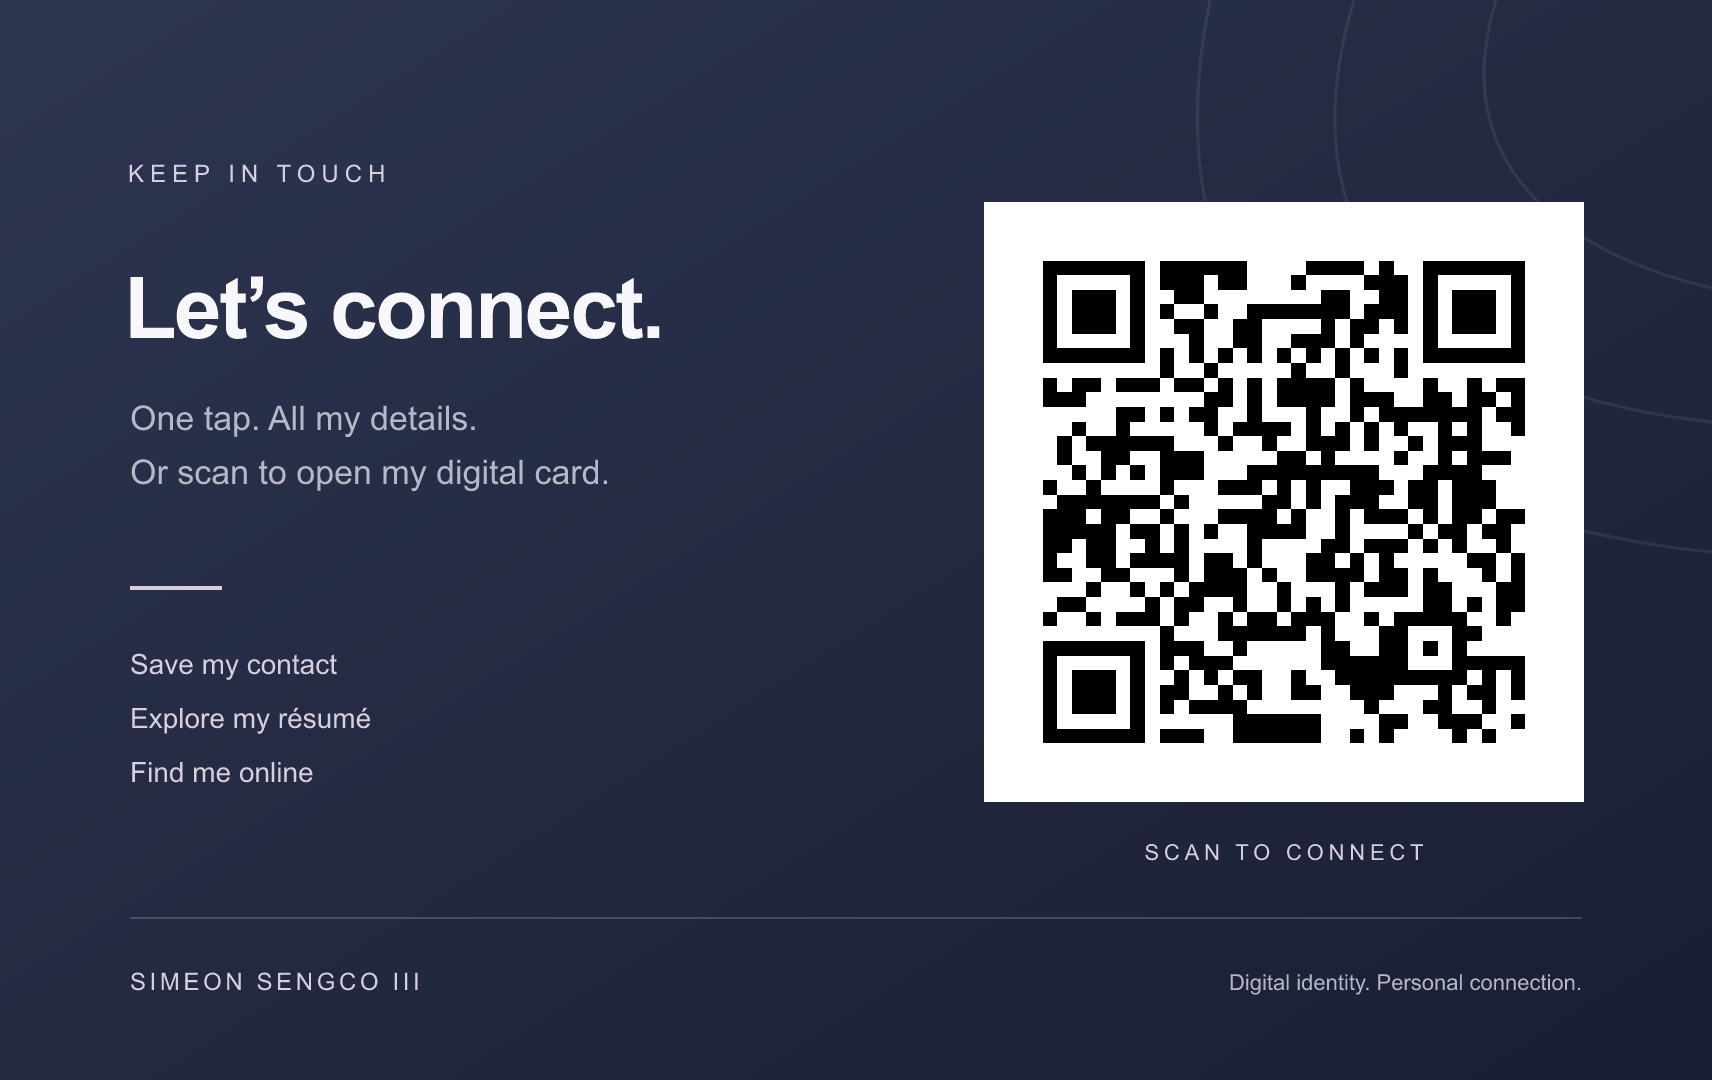 KEEP IN TOUCH
Let’s connect.
One tap. All my details.
Or scan to open my digital card.
Save my contact
Explore my résumé
Find me online
SCAN TO CONNECT
SIMEON SENGCO III
Digital identity. Personal connection.